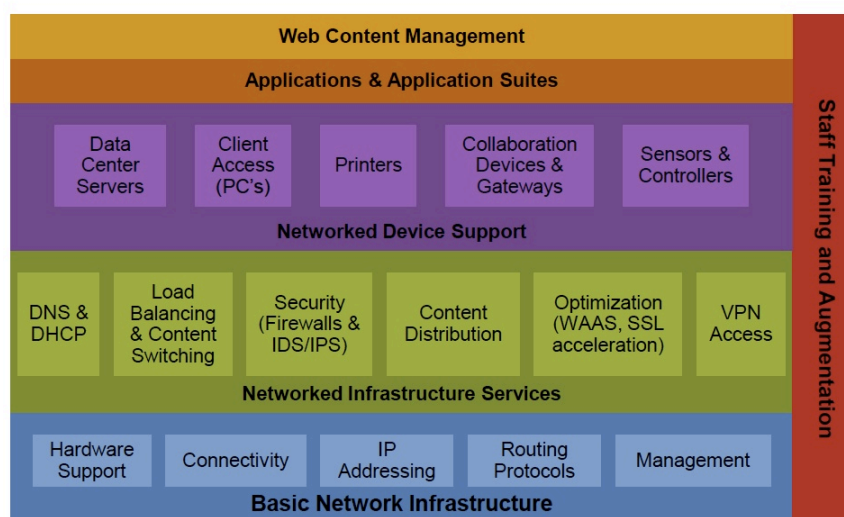 Web Content Management
Applications & Application Suites
Data
Center
Servers
Client
Access
(PC's)
Printers
Collaboration
Devices &
Gateways
Sensors &
Controllers
Networked Device Support
DNS &
DHCP
Load
Balancing
& Content
Switching
Security
(Firewalls &
IDS/IPS)
Content
Distribution
Optimization
(WAAS, SSL
acceleration)
VPN
Access
Networked Infrastructure Services
Hardware
Support
Connectivity
IP
Addressing
Routing
Protocols
Management
Basic Network Infrastructure
Staff Training and Augmentation